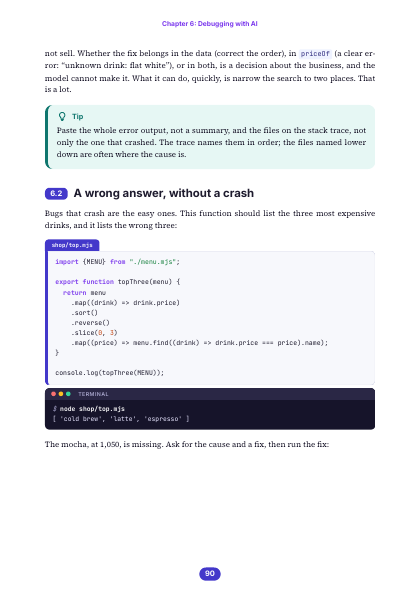 Chapter 6: Debugging with AI
not sell. Whether the fix belongs in the data (correct the order), in priceOf (a clear er-
ror: “unknown drink: flat white”), or in both, is a decision about the business, and the
model cannot make it. What it can do, quickly, is narrow the search to two places. That
is a lot.
Tip
Paste the whole error output, not a summary, and the files on the stack trace, not
only the one that crashed. The trace names them in order; the files named lower
down are often where the cause is.
6.2 A wrong answer, without a crash
Bugs that crash are the easy ones. This function should list the three most expensive
drinks, and it lists the wrong three:
shop/top.mjs
import {MENU} from "./menu.mjs";
export function topThree(menu) {
return menu
.map((drink) => drink.price)
.sort()
.reverse()
.slice(0, 3)
.map((price) => menu.find((drink) => drink.price === price).name);
}
console.log(topThree(MENU));
TERMINAL
node shop/top.mjs
[ 'cold brew', 'latte', 'espresso' ]
The mocha, at 1,050, is missing. Ask for the cause and a fix, then run the fix:
90